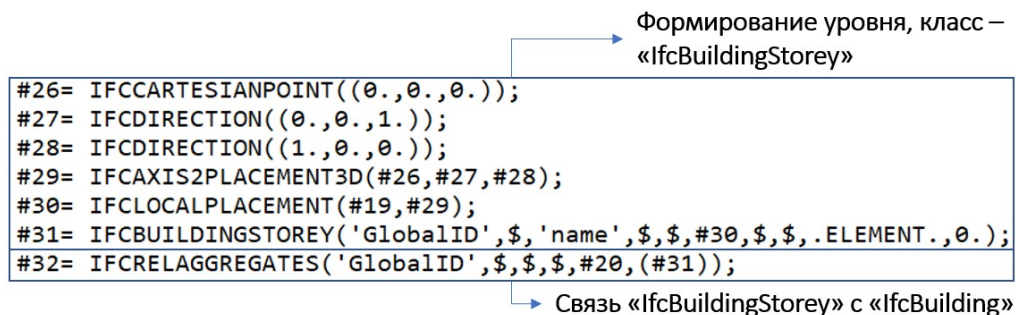 Формирование уровня, класс –
«IfcBuildingStorey»
#26= IFCCARTESIANPOINT((0.,0.,0.));
#27= IFCDIRECTION((0.,0.,1.));
#28= IFCDIRECTION((1.,0.,0.));
#29= IFCAXIS2PLACEMENT3D(#26,#27,#28);
#30= IFCLOCALPLACEMENT(#19,#29);
#31= IFCBUILDINGSTOREY('GlobalID',$,'name',$,$,#30,$,$,.ELEMENT.,0.);
#32= IFCRELAGGREGATES('GlobalID',$,$,$,#20,(#31));
Связь «IfcBuildingStorey» с «IfcBuilding»